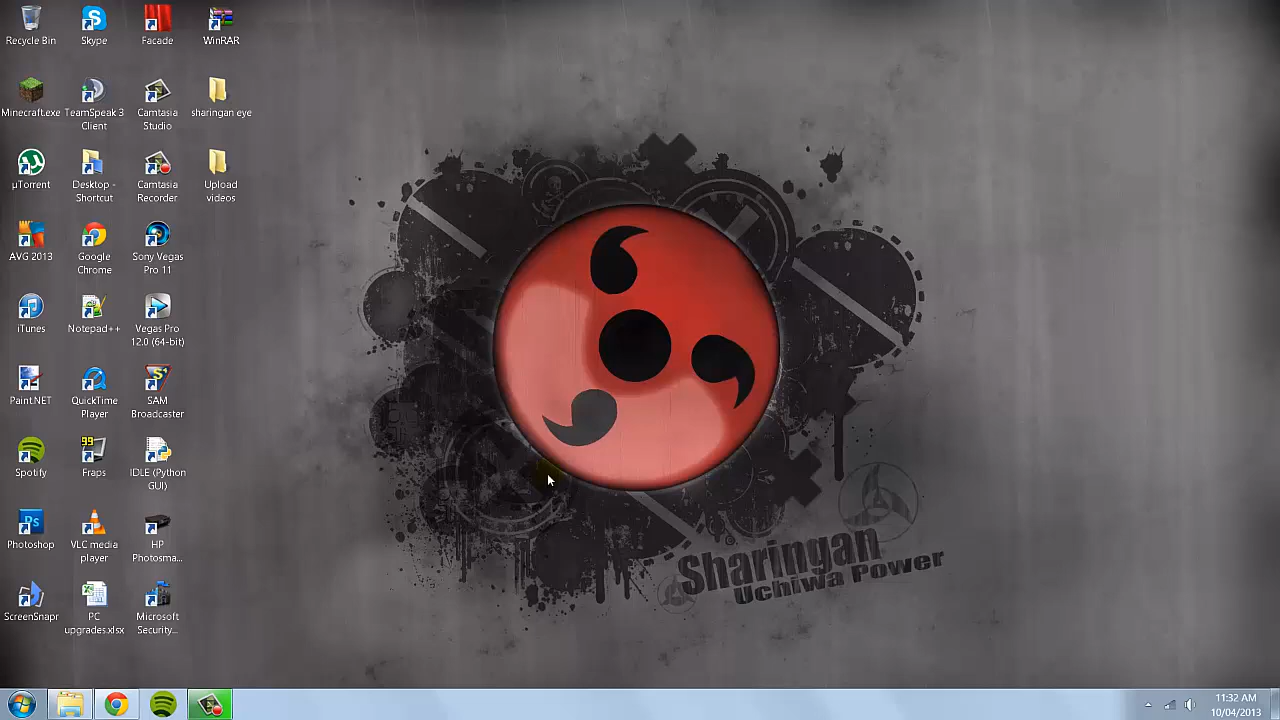 Recycle Bin
Skype
Facade
WinRAR
Minecraft.exe
TeamSpeak 3
Client
Camtasia
Studio
sharingan eye
µTorrent
Desktop -
Shortcut
Camtasia
Recorder
Upload
videos
AVG 2013
Google
Chrome
Sony Vegas
Pro 11
iTunes
Notepad++
Vegas Pro
12.0 (64-bit)
Paint.NET
QuickTime
Player
SAM
Broadcaster
Spotify
99
Fraps
IDLE (Python
GUI)
Ps
Photoshop
VLC media
player
HP
Photosma...
ScreenSnapr
PC
upgrades.xlsx
Microsoft
Security...
Sharingan
Uchiwa Power
11:32 AM
10/04/2013